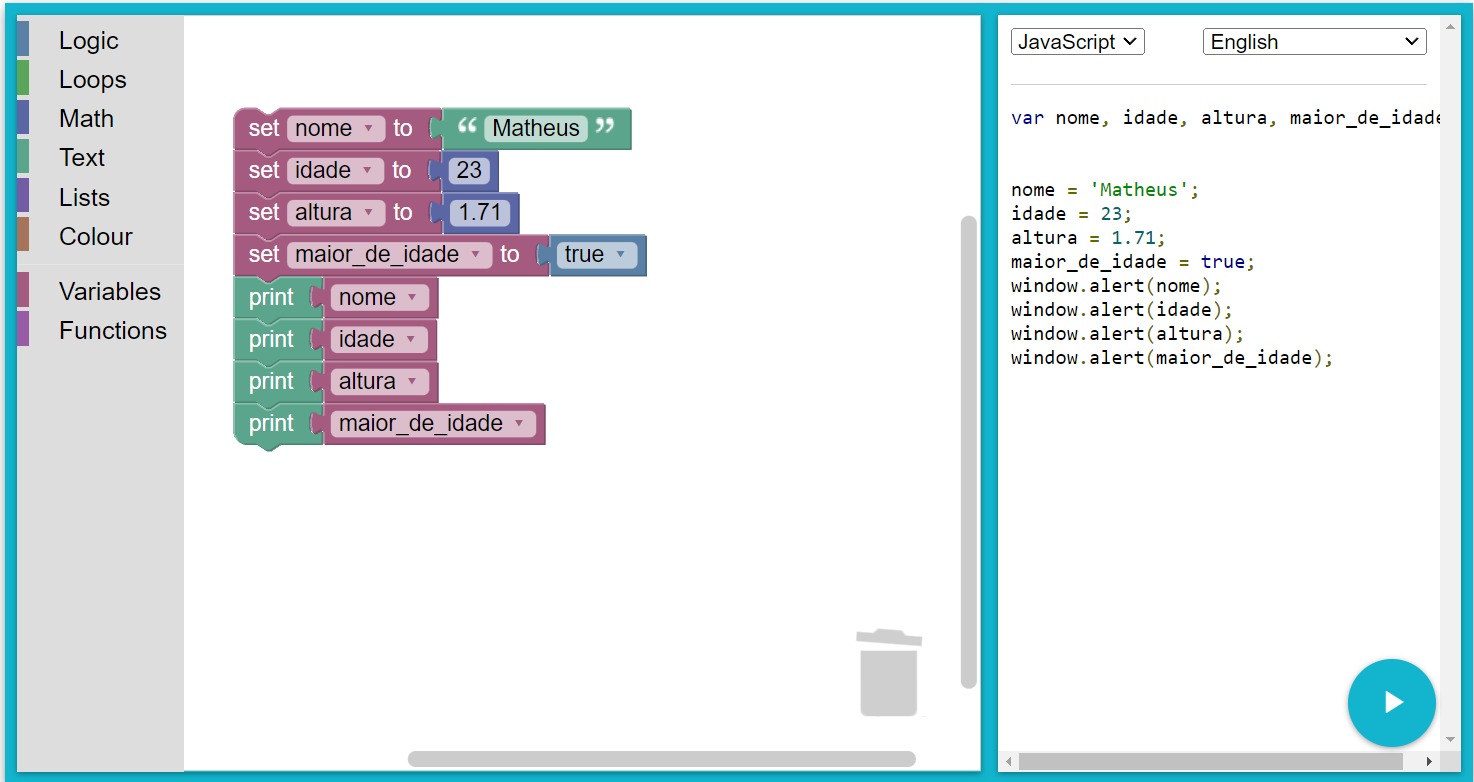 Logic
Loops
Math
Text
Lists
Colour
Variables
Functions
set nome to “ Matheus ”
set idade to 23
set altura to 1.71
set maior_de_idade to true
print nome
print idade
print altura
print maior_de_idade
JavaScript English
var nome, idade, altura, maior_de_idade
nome = 'Matheus';
idade = 23;
altura = 1.71;
maior_de_idade = true;
window.alert(nome);
window.alert(idade);
window.alert(altura);
window.alert(maior_de_idade);